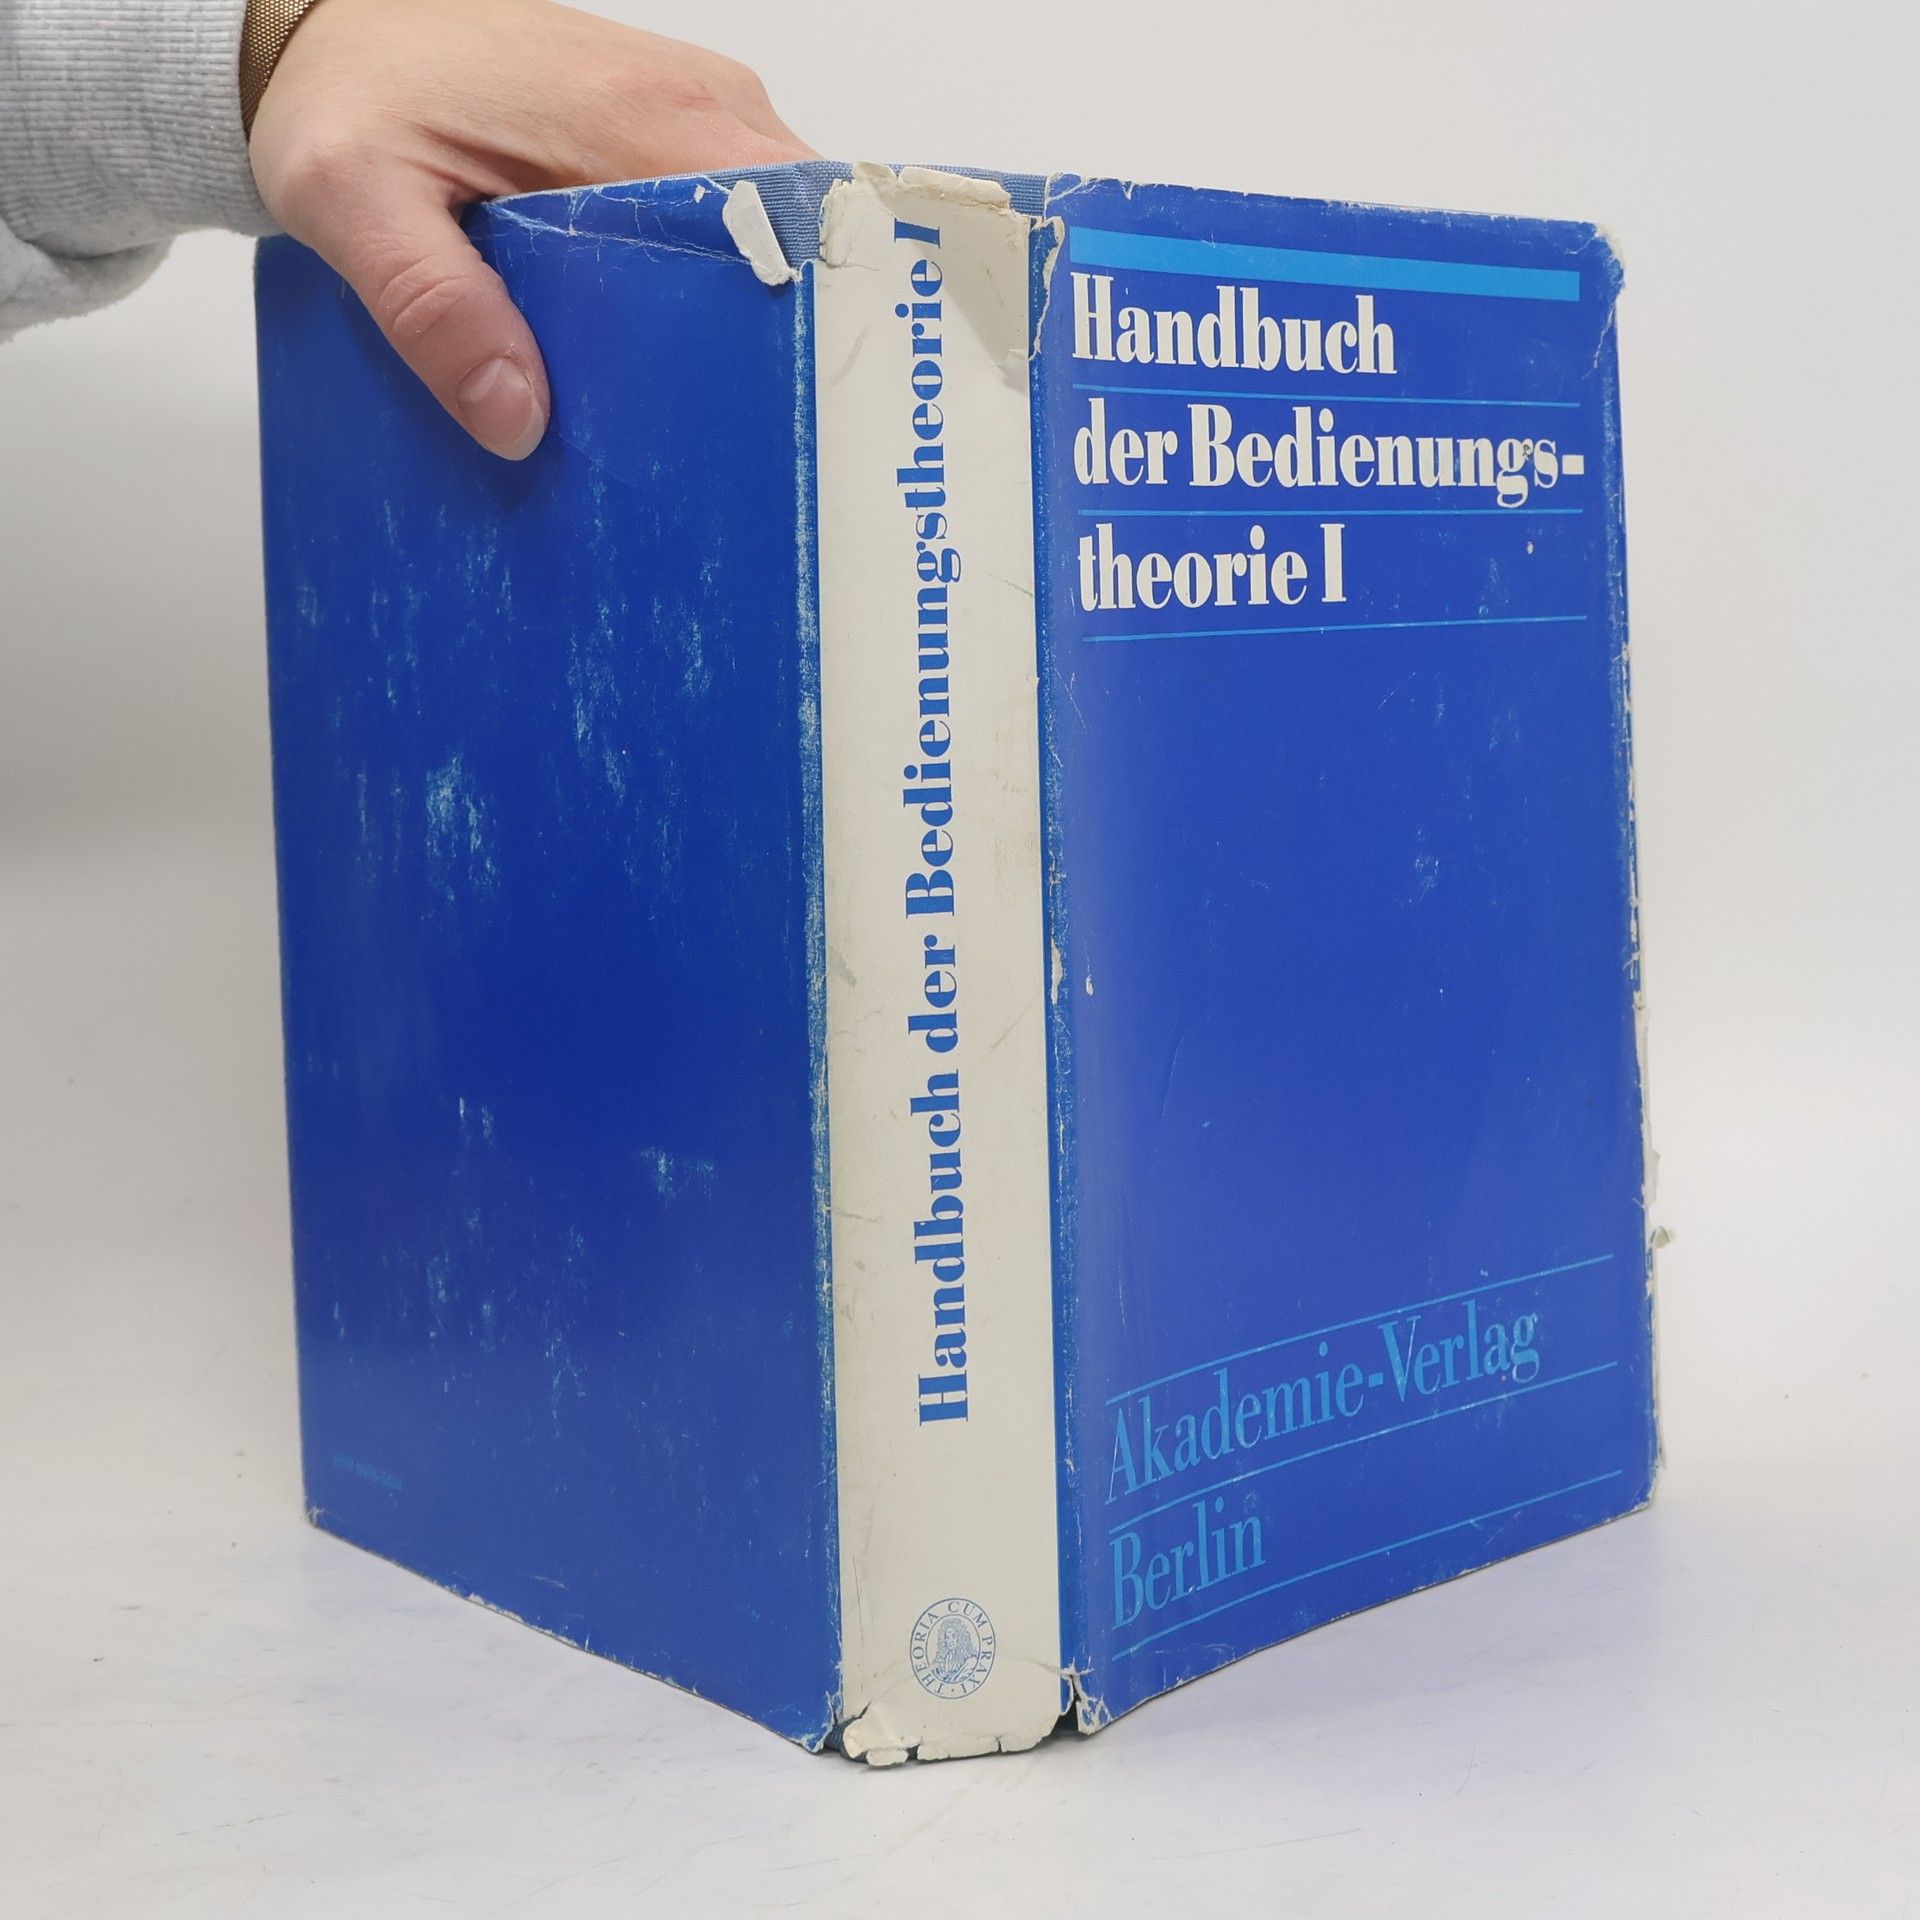 Handbuch der Bedienungstheorie I
THEORIA CUM PRAXI
Handbuch
der Bedienungs-
theorie I
Akademie-Verlag
Berlin